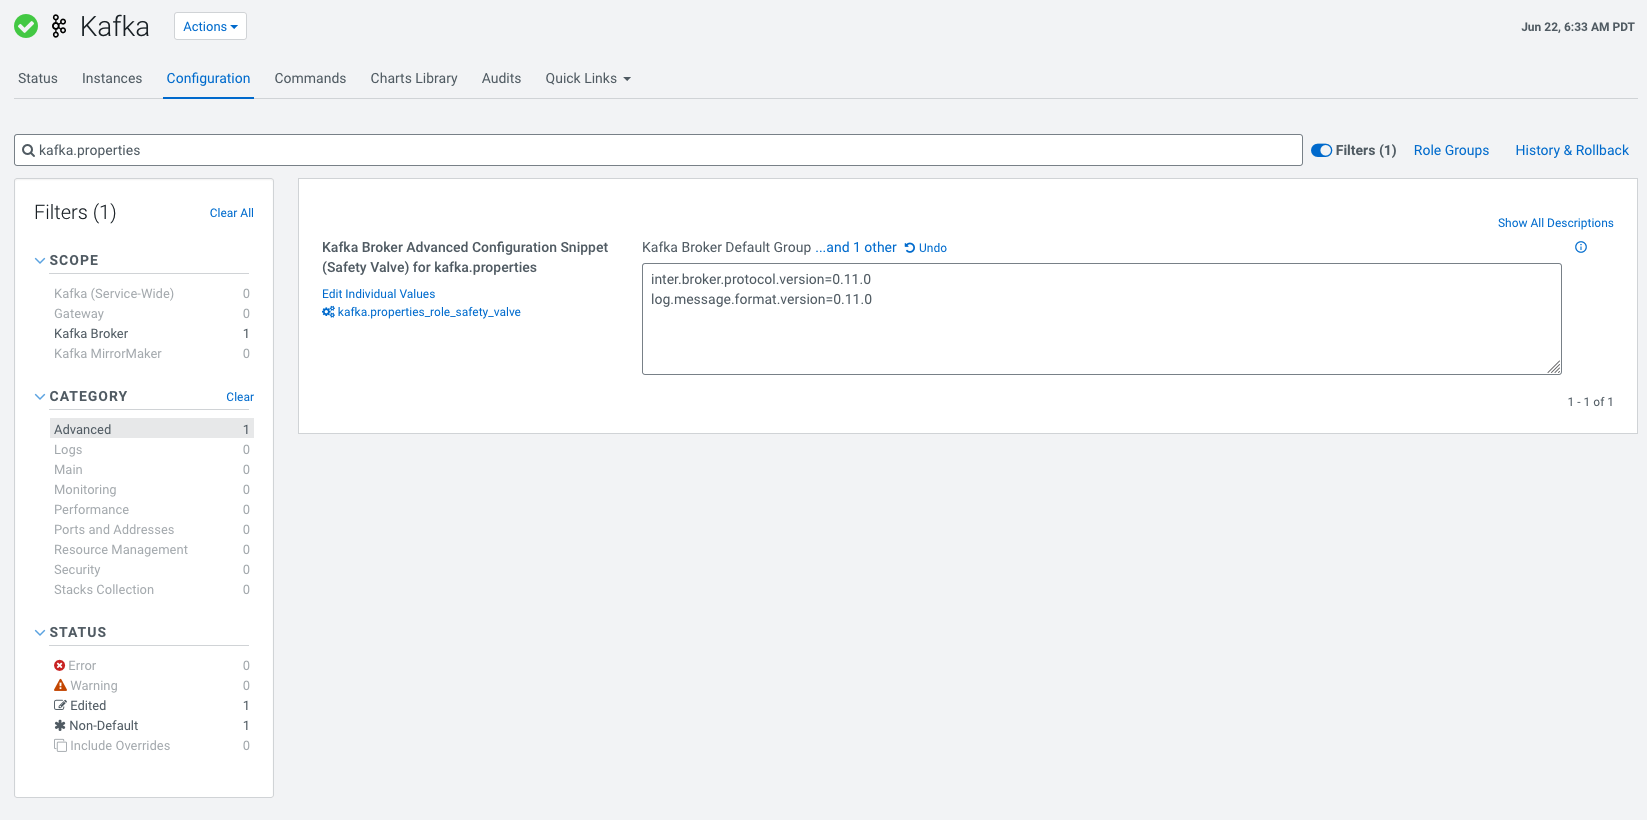 Kafka
Actions
Jun 22, 6:33 AM PDT
Status Instances Configuration Commands Charts Library Audits Quick Links
kafka.properties
Filters (1) Role Groups History & Rollback
Filters (1) Clear All
SCOPE
Kafka (Service-Wide) 0
Gateway 0
Kafka Broker 1
Kafka MirrorMaker 0
CATEGORY Clear
Advanced 1
Logs 0
Main 0
Monitoring 0
Performance 0
Ports and Addresses 0
Resource Management 0
Security 0
Stacks Collection 0
STATUS
Error 0
Warning 0
Edited 1
Non-Default 1
Include Overrides 0
Show All Descriptions
Kafka Broker Advanced Configuration Snippet
(Safety Valve) for kafka.properties
Edit Individual Values
kafka.properties_role_safety_valve
Kafka Broker Default Group ...and 1 other Undo
inter.broker.protocol.version=0.11.0
log.message.format.version=0.11.0
1 - 1 of 1